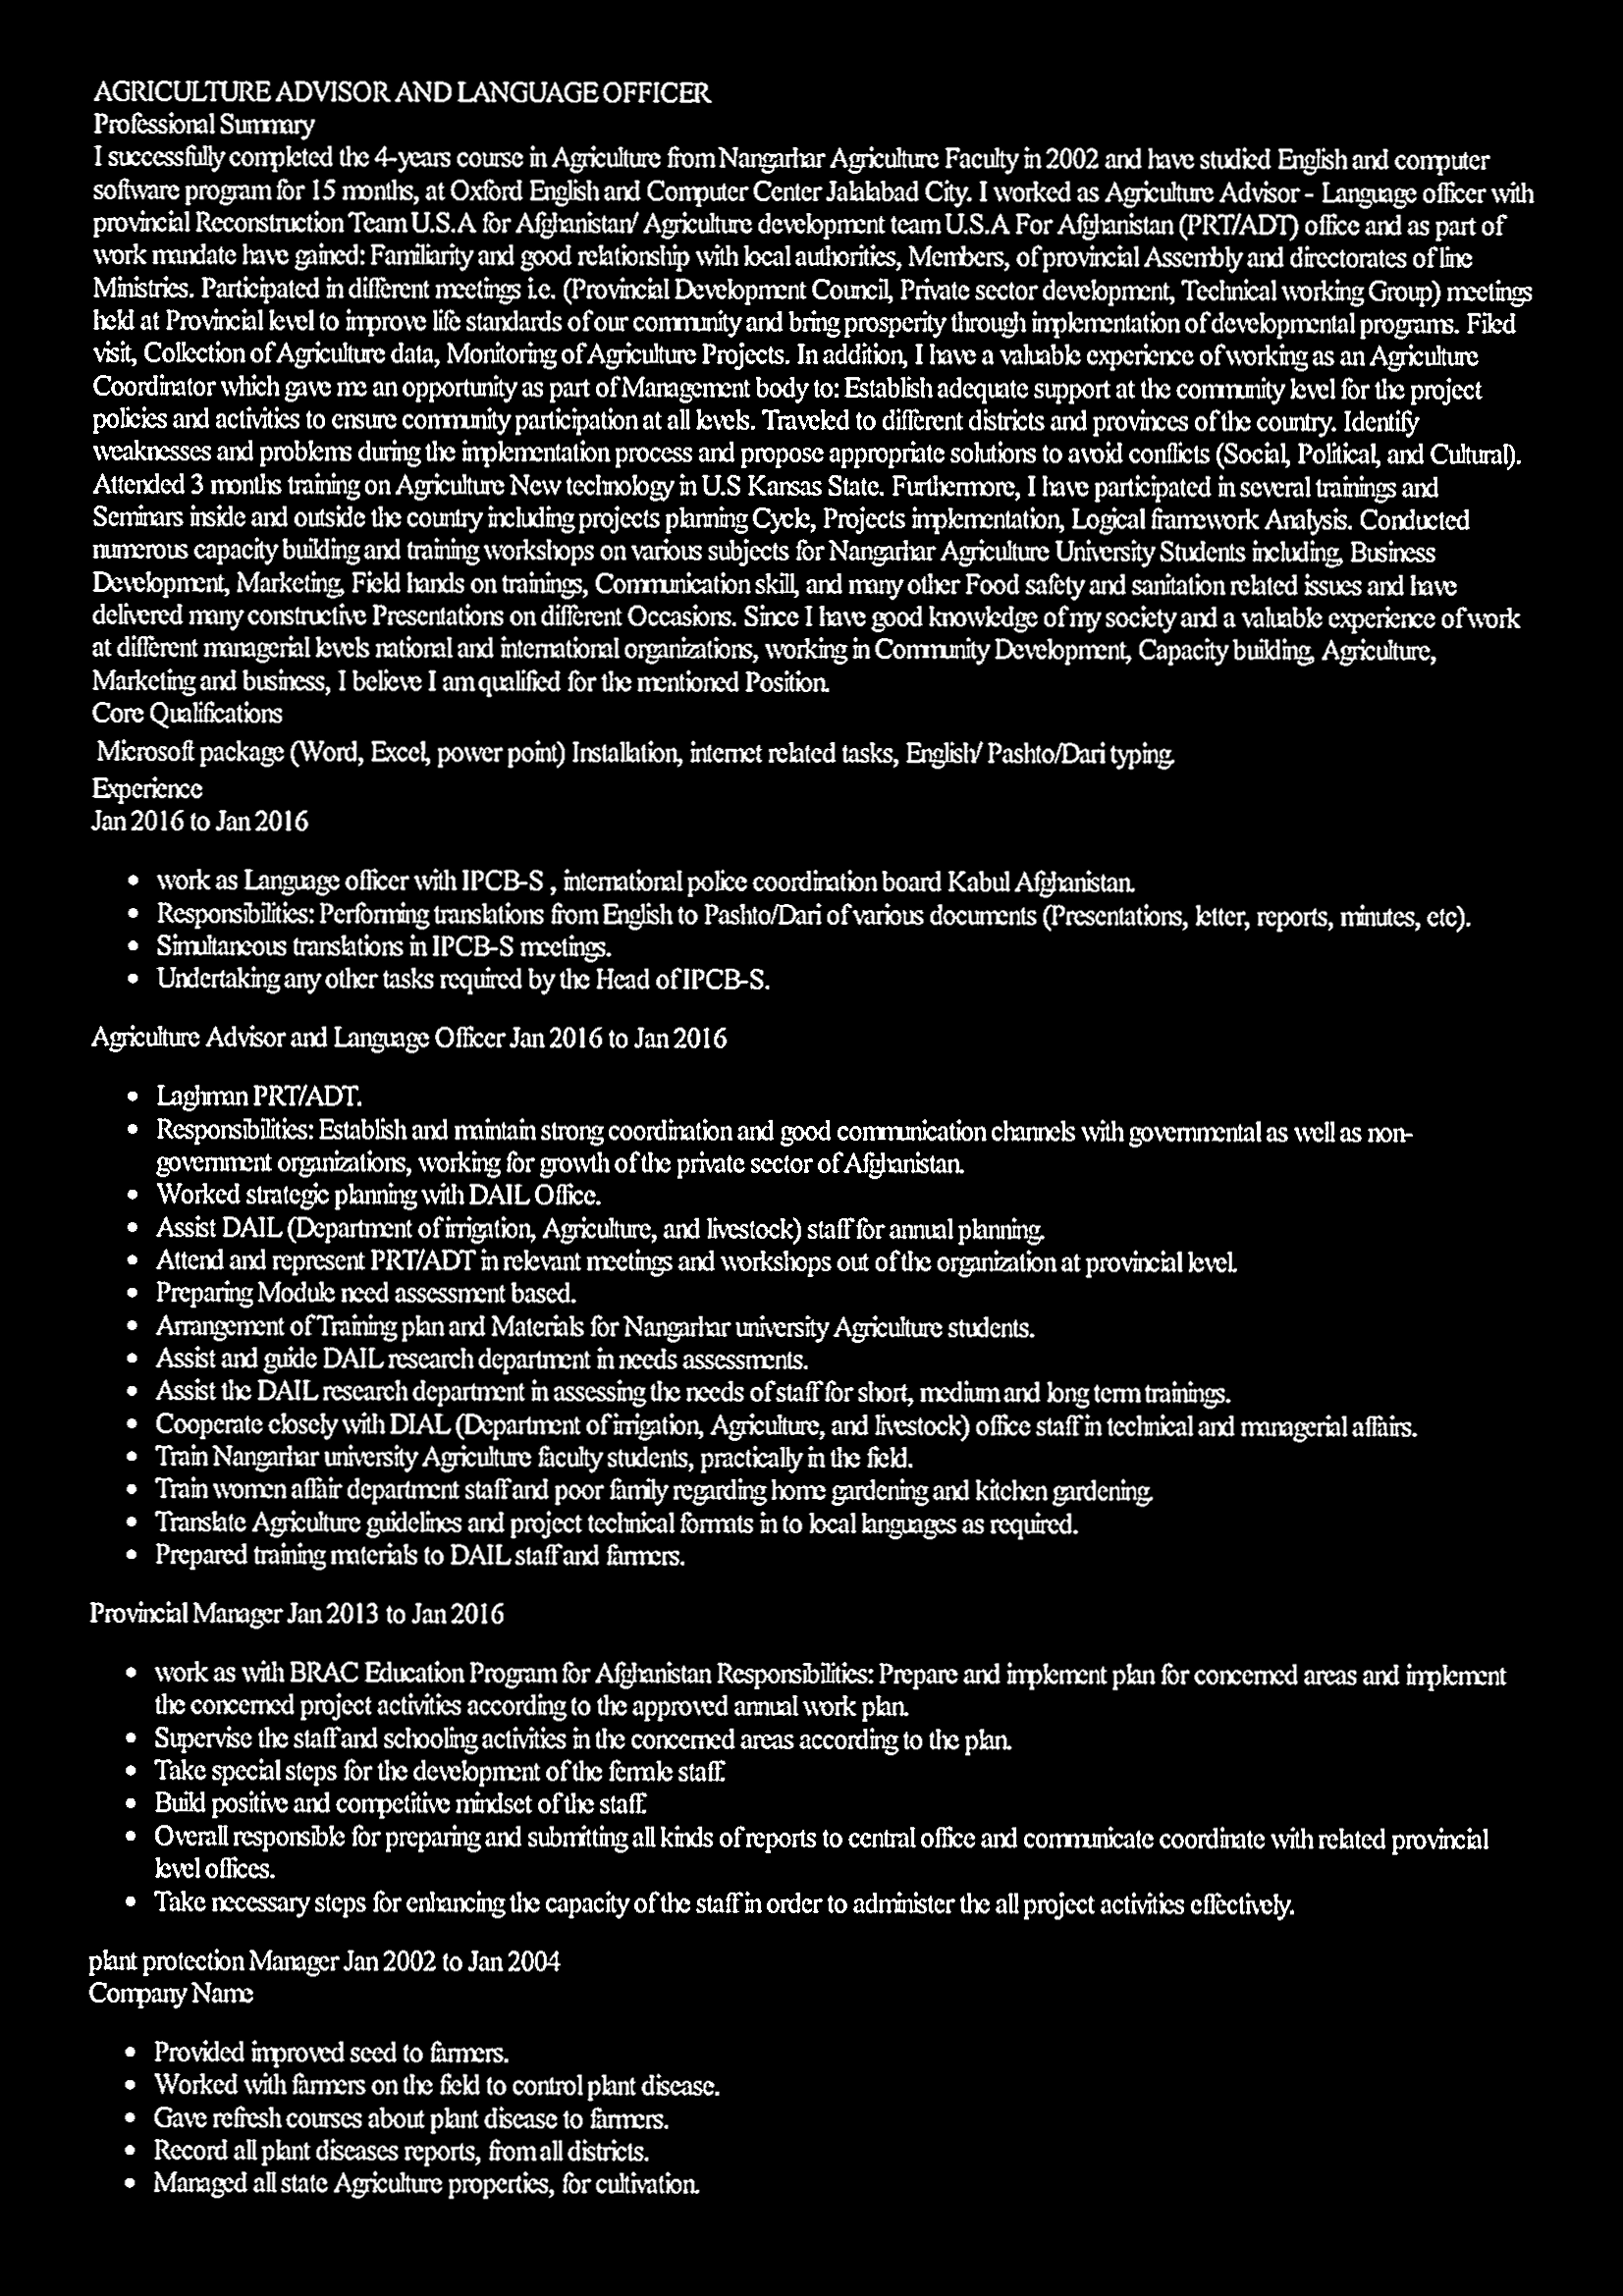 AGRICULTURE ADVISOR AND LANGUAGE OFFICER
Professional Summary
I successfully completed the 4-years course in Agriculture from Nangarhar Agriculture Faculty in 2002 and have studied English and computer
software program for 15 months, at Oxford English and Computer Center Jalalabad City. I worked as Agriculture Advisor - Language officer with
provincial Reconstruction Team U.S.A for Afghanistan/ Agriculture development team U.S.A For Afghanistan (PRT/ADT) office and as part of
work mandate have gained: Familiarity and good relationship with local authorities, Members, of provincial Assembly and directorates of line
Ministries. Participated in different meetings i.e. (Provincial Development Council, Private sector development, Technical working Group) meetings
held at Provincial level to improve life standards of our community and bring prosperity through implementation of developmental programs. Filed
visit, Collection of Agriculture data, Monitoring of Agriculture Projects. In addition, I have a valuable experience of working as an Agriculture
Coordinator which gave me an opportunity as part of Management body to: Establish adequate support at the community level for the project
policies and activities to ensure community participation at all levels. Traveled to different districts and provinces of the country. Identify
weaknesses and problems during the implementation process and propose appropriate solutions to avoid conflicts (Social, Political, and Cultural).
Attended 3 months training on Agriculture New technology in U.S Kansas State. Furthermore, I have participated in several trainings and
Seminars inside and outside the country including projects planning Cycle, Projects implementation, Logical framework Analysis. Conducted
numerous capacity building and training workshops on various subjects for Nangarhar Agriculture University Students including, Business
Development, Marketing, Field hands on trainings, Communication skill, and many other Food safety and sanitation related issues and have
delivered many constructive Presentations on different Occasions. Since I have good knowledge of my society and a valuable experience of work
at different managerial levels national and international organizations, working in Community Development, Capacity building, Agriculture,
Marketing and business, I believe I am qualified for the mentioned Position.
Core Qualifications
Microsoft package (Word, Excel, power point) Installation, internet related tasks, English/ Pashto/Dari typing.
Experience
Jan 2016 to Jan 2016
• work as Language officer with IPCB-S , international police coordination board Kabul Afghanistan.
• Responsibilities: Performing translations from English to Pashto/Dari of various documents (Presentations, letter, reports, minutes, etc).
• Simultaneous translations in IPCB-S meetings.
• Undertaking any other tasks required by the Head of IPCB-S.
Agriculture Advisor and Language Officer Jan 2016 to Jan 2016
• Laghman PRT/ADT.
• Responsibilities: Establish and maintain strong coordination and good communication channels with governmental as well as non-
government organizations, working for growth of the private sector of Afghanistan.
• Worked strategic planning with DAIL Office.
• Assist DAIL (Department of irrigation, Agriculture, and livestock) staff for annual planning.
• Attend and represent PRT/ADT in relevant meetings and workshops out of the organization at provincial level.
• Preparing Module need assessment based.
• Arrangement of Training plan and Materials for Nangarhar university Agriculture students.
• Assist and guide DAIL research department in needs assessments.
• Assist the DAIL research department in assessing the needs of staff for short, medium and long term trainings.
• Cooperate closely with DIAL (Department of irrigation, Agriculture, and livestock) office staff in technical and managerial affairs.
• Train Nangarhar university Agriculture faculty students, practically in the field.
• Train women affair department staff and poor family regarding home gardening and kitchen gardening.
• Translate Agriculture guidelines and project technical formats in to local languages as required.
• Prepared training materials to DAIL staff and farmers.
Provincial Manager Jan 2013 to Jan 2016
• work as with BRAC Education Program for Afghanistan Responsibilities: Prepare and implement plan for concerned areas and implement
the concerned project activities according to the approved annual work plan.
• Supervise the staff and schooling activities in the concerned areas according to the plan.
• Take special steps for the development of the female staff.
• Build positive and competitive mindset of the staff.
• Overall responsible for preparing and submitting all kinds of reports to central office and communicate coordinate with related provincial
level offices.
• Take necessary steps for enhancing the capacity of the staff in order to administer the all project activities effectively.
plant protection Manager Jan 2002 to Jan 2004
Company Name
• Provided improved seed to farmers.
• Worked with farmers on the field to control plant disease.
• Gave refresh courses about plant disease to farmers.
• Record all plant diseases reports, from all districts.
• Managed all state Agriculture properties, for cultivation.